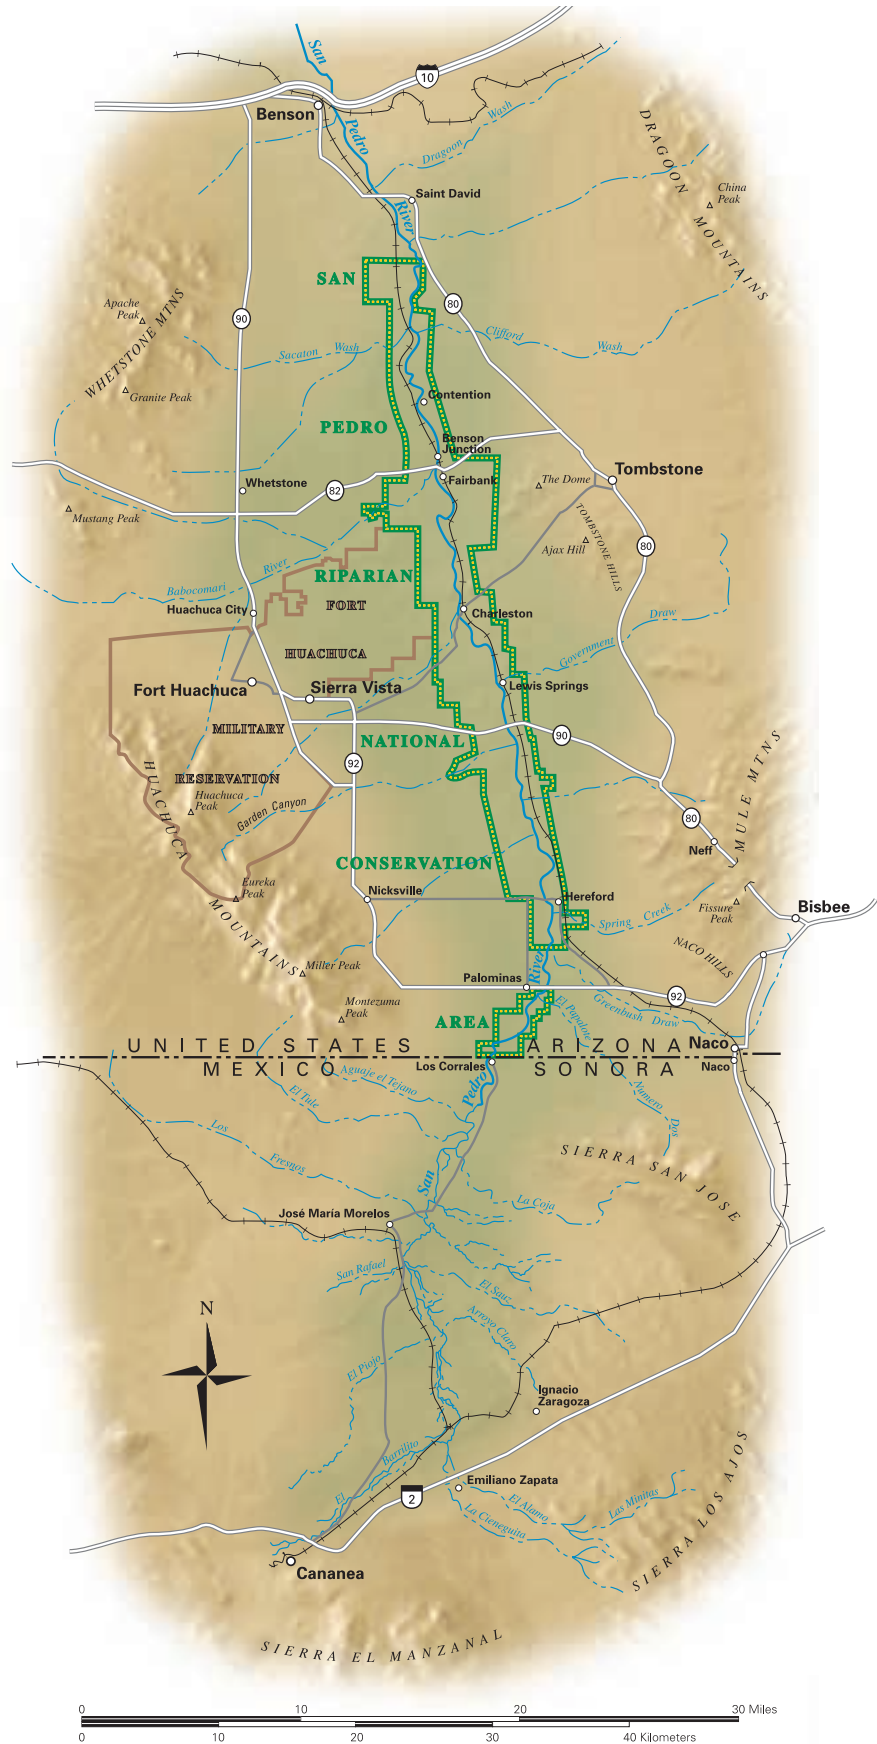 San
10
Benson
Pedro
Dragoon
Wash
DRAGOON
MOUNTAINS
China
Peak
Saint David
River
SAN
80
90
Apache
Peak
WHETSTONE MTNS
Granite Peak
Sacaton
Wash
Clifford
Wash
Contention
PEDRO
Benson
Junction
Fairbank
Whetstone
82
The Dome
Tombstone
Mustang Peak
Ajax Hill
TOMBSTONE
HILLS
80
Babocomari
River
RIPARIAN
FORT
Huachuca City
Charleston
Government
Draw
HUACHUCA
Fort Huachuca
Sierra Vista
Lewis Springs
MILITARY
NATIONAL
90
92
RESERVATION
Huachuca
Peak
HUACHUCA
MOUNTAINS
Garden Canyon
80
MULE MTNS
Neff
CONSERVATION
Eureka
Peak
Nicksville
Hereford
Spring
Creek
Fissure
Peak
Bisbee
NACO HILLS
Miller Peak
Palominas
River
92
Montezuma
Peak
AREA
El Papalote
Numero
Dos
Greenbush
Draw
UNITED STATES
ARIZONA
Naco
MEXICO
SONORA
Naco
Los Corrales
Aguaje el Tejano
El Tule
Pedro
Los
Fresnos
San
SIERRA SAN JOSE
La Coja
José María Morelos
San Rafael
El Sauz
Arroyo Claro
N
El Piojo
Ignacio
Zaragoza
El
Barrilito
Emiliano Zapata
2
El Alamo
Las Minitas
La Cieneguita
SIERRA LOS AJOS
Cananea
SIERRA EL MANZANAL
0 10 20 30 Miles
0 10 20 30 40 Kilometers